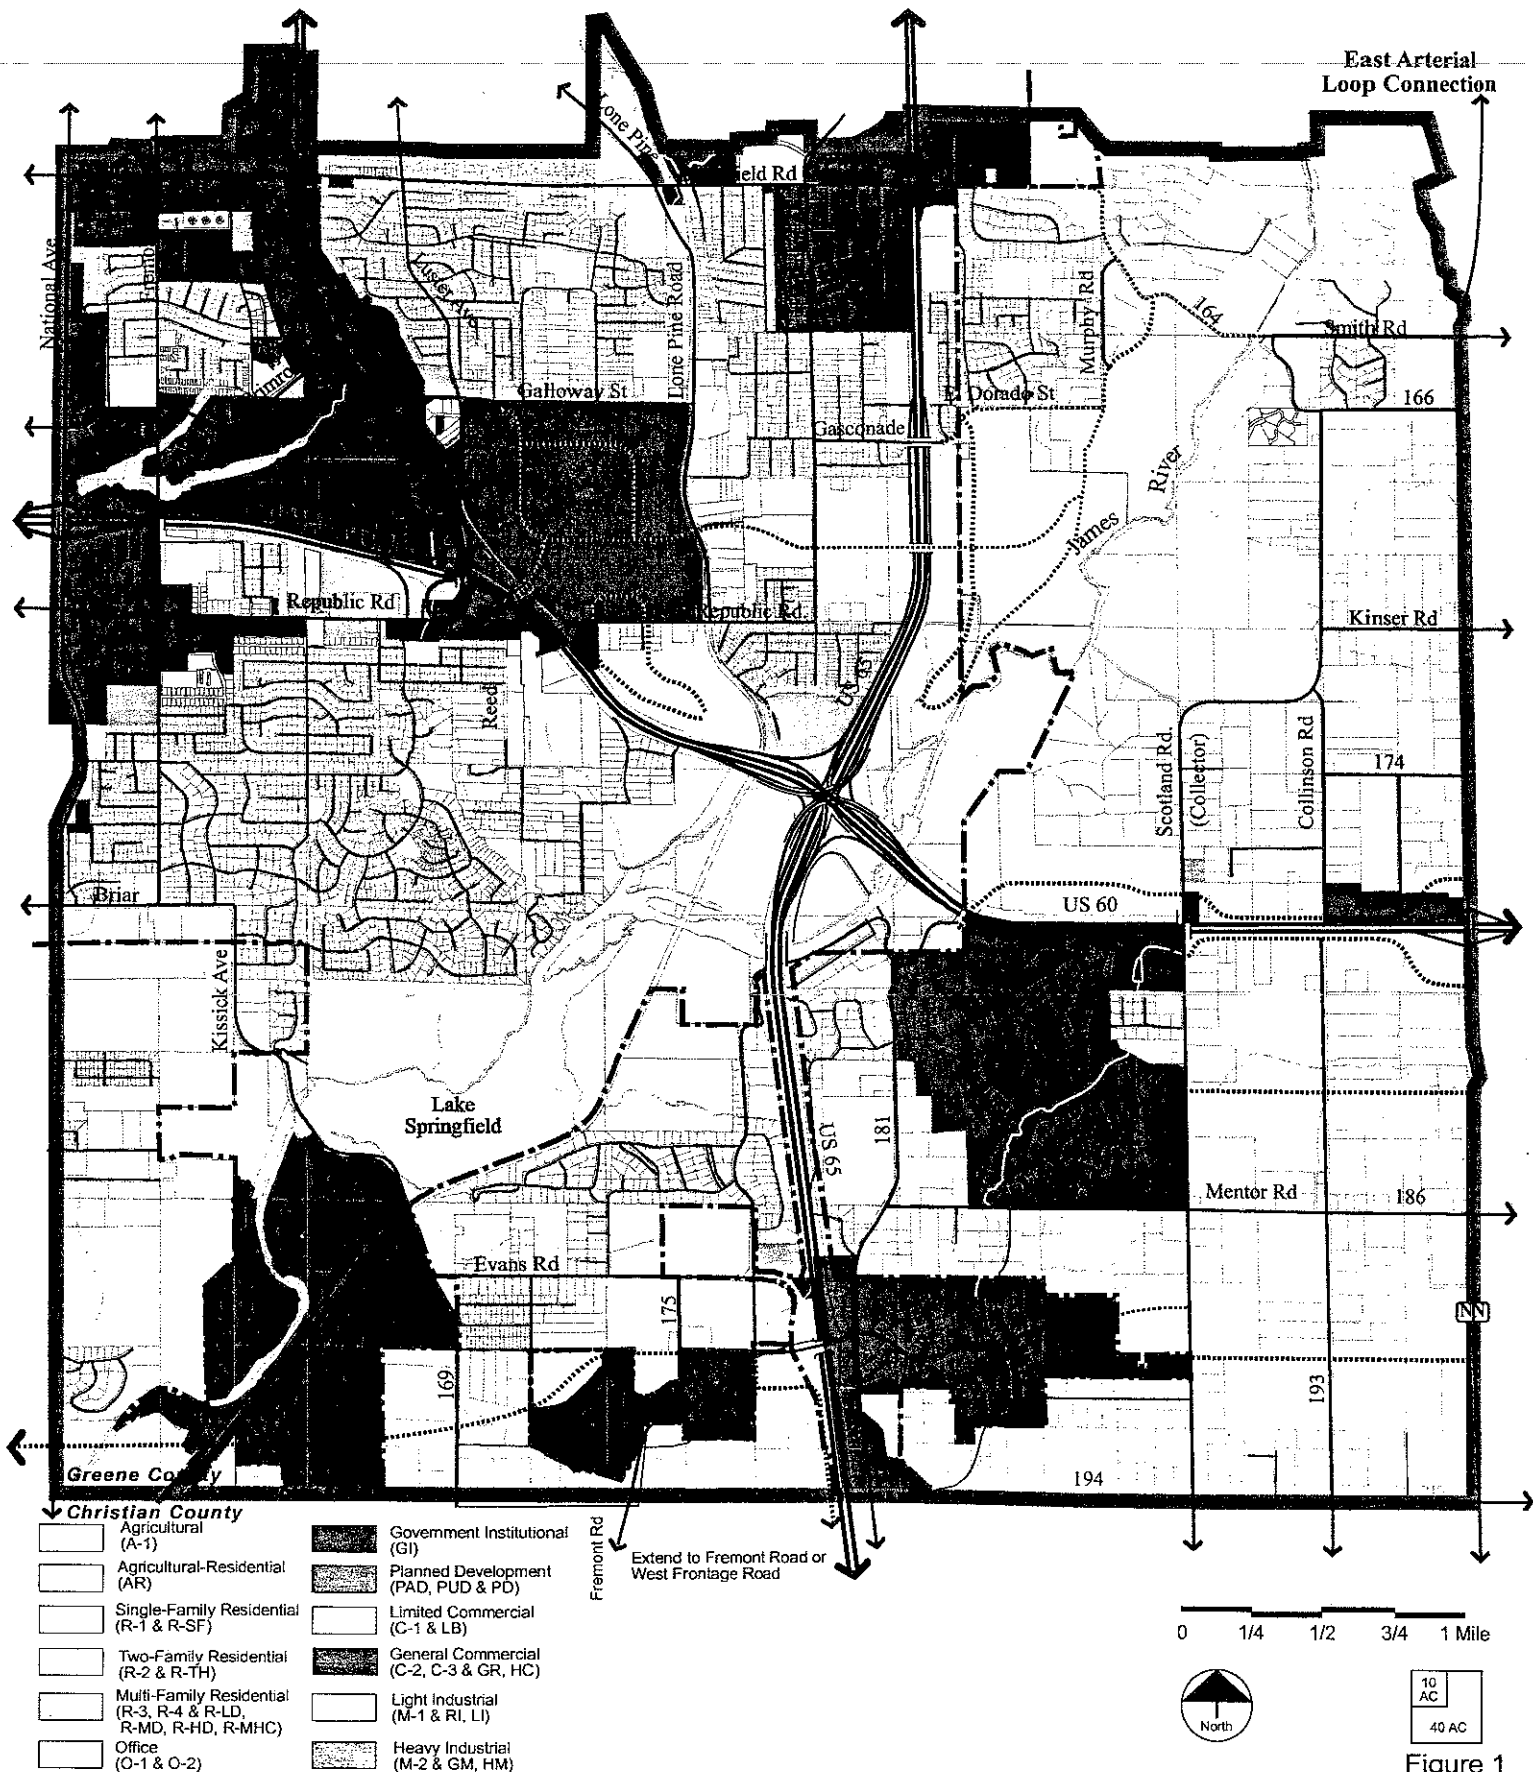 East Arterial
Loop Connection
Lone Pine
ield Rd
National Ave
Luster Ave
Lone Pine Road
Murphy Rd
164
Smith Rd
Galloway St
El Dorado St
166
Gasconade
River
James
Republic Rd
Republic Rd
Kinser Rd
Reed
US 65
Scotland Rd.
(Collector)
Collinson Rd
174
Briar
US 60
Kissick Ave
Lake
Springfield
US 65
181
Mentor Rd
186
Evans Rd
175
NN
169
193
Greene County
194
Christian County
Agricultural
(A-1)
Agricultural-Residential
(AR)
Single-Family Residential
(R-1 & R-SF)
Two-Family Residential
(R-2 & R-TH)
Multi-Family Residential
(R-3, R-4 & R-LD,
R-MD, R-HD, R-MHC)
Office
(O-1 & O-2)
Government Institutional
(GI)
Planned Development
(PAD, PUD & PD)
Limited Commercial
(C-1 & LB)
General Commercial
(C-2, C-3 & GR, HC)
Light Industrial
(M-1 & RI, LI)
Heavy Industrial
(M-2 & GM, HM)
Fremont Rd
Extend to Fremont Road or
West Frontage Road
0 1/4 1/2 3/4 1 Mile
North
10
AC
40 AC
Figure 1